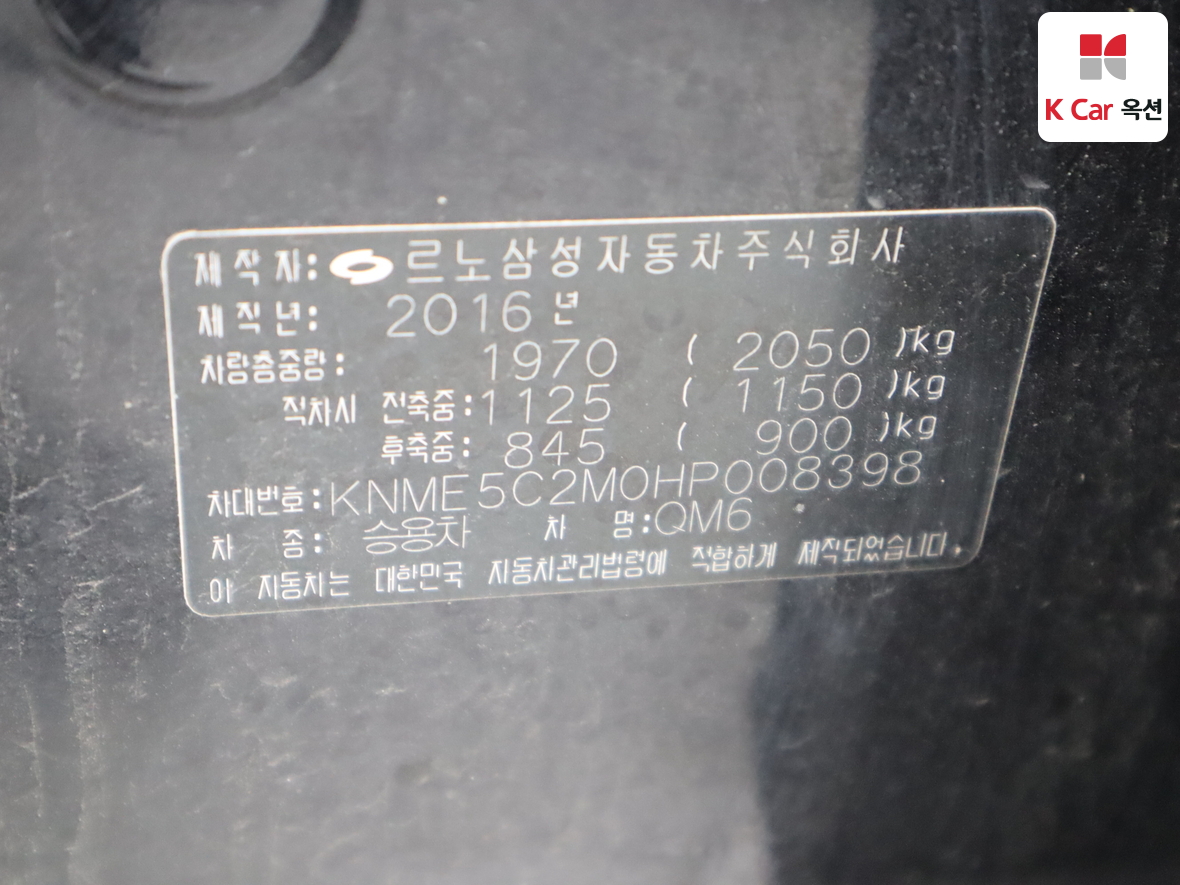 K Car 옥션
제작자: 르노삼성자동차주식회사
제작년: 2016년
차량총중량: 1970 ( 2050 )kg
적차시 전축중:1125 ( 1150 )kg
후축중: 845 ( 900 )kg
차대번호:KNME5C2M0HP008398
차 종: 승용차 차 명:QM6
이 자동차는 대한민국 자동차관리법령에 적합하게 제작되었습니다.